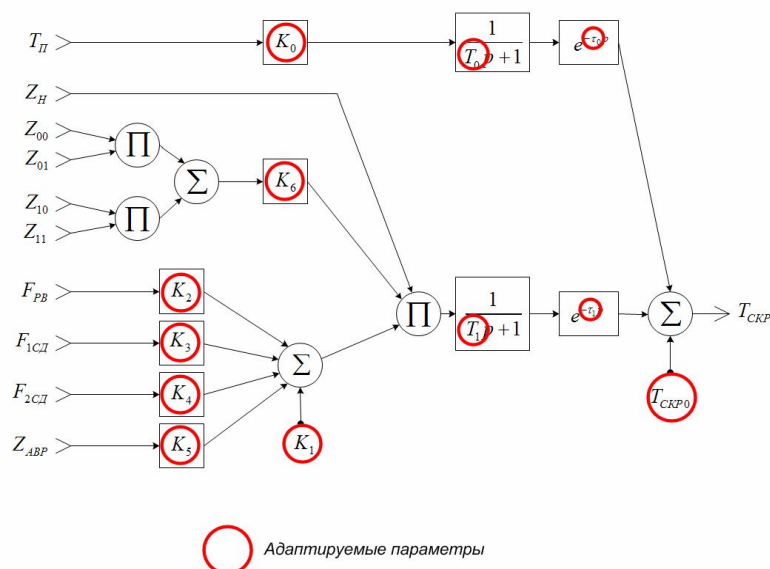 T_П
K_0
1
T_0 p + 1
e^{-τ_0 p}
Z_Н
Z_00
Z_01
∏
∑
K_6
Z_10
Z_11
∏
F_РВ
K_2
∏
1
T_1 p + 1
e^{-τ_1 p}
∑
T_СКР
F_1СД
K_3
∑
F_2СД
K_4
T_СКР0
Z_АВР
K_5
K_1
Адаптируемые параметры